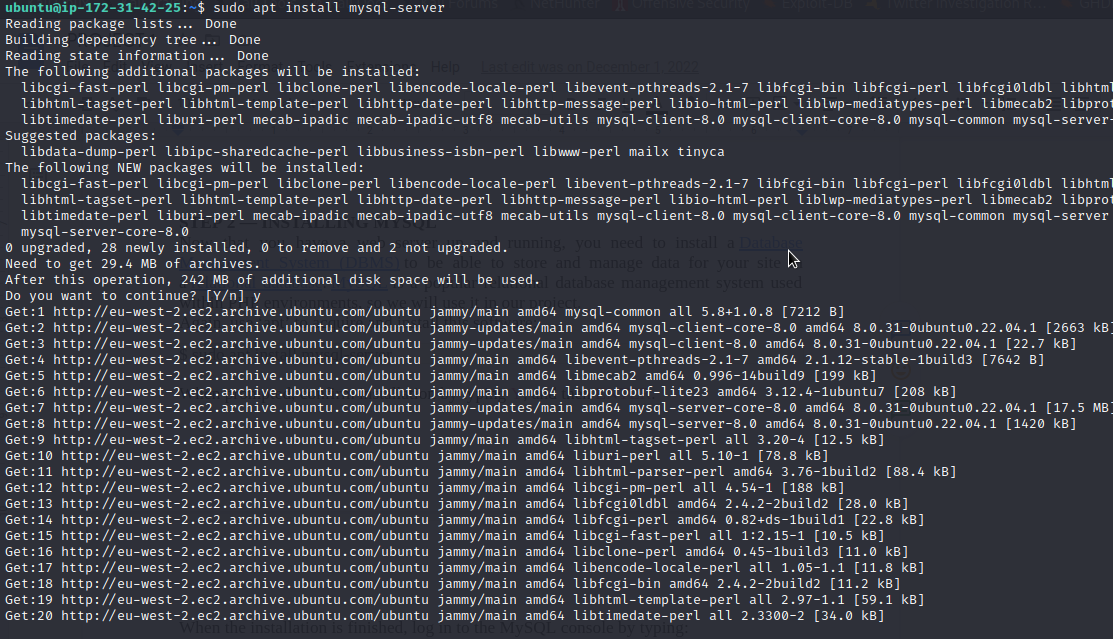 ubuntu@ip-172-31-42-25:~$ sudo apt install mysql-server
Reading package lists... Done
Building dependency tree... Done
Reading state information... Done
The following additional packages will be installed:
  libcgi-fast-perl libcgi-pm-perl libclone-perl libencode-locale-perl libevent-pthreads-2.1-7 libfcgi-bin libfcgi-perl libfcgi0ldbl libhtml
  libhtml-tagset-perl libhtml-template-perl libhttp-date-perl libhttp-message-perl libio-html-perl liblwp-mediatypes-perl libmecab2 libprot
  libtimedate-perl liburi-perl mecab-ipadic mecab-ipadic-utf8 mecab-utils mysql-client-8.0 mysql-client-core-8.0 mysql-common mysql-server-
Suggested packages:
  libdata-dump-perl libipc-sharedcache-perl libbusiness-isbn-perl libwww-perl mailx tinyca
The following NEW packages will be installed:
  libcgi-fast-perl libcgi-pm-perl libclone-perl libencode-locale-perl libevent-pthreads-2.1-7 libfcgi-bin libfcgi-perl libfcgi0ldbl libhtml
  libhtml-tagset-perl libhtml-template-perl libhttp-date-perl libhttp-message-perl libio-html-perl liblwp-mediatypes-perl libmecab2 libprot
  libtimedate-perl liburi-perl mecab-ipadic mecab-ipadic-utf8 mecab-utils mysql-client-8.0 mysql-client-core-8.0 mysql-common mysql-server
  mysql-server-core-8.0
0 upgraded, 28 newly installed, 0 to remove and 2 not upgraded.
Need to get 29.4 MB of archives.
After this operation, 242 MB of additional disk space will be used.
Do you want to continue? [Y/n] y
Get:1 http://eu-west-2.ec2.archive.ubuntu.com/ubuntu jammy/main amd64 mysql-common all 5.8+1.0.8 [7212 B]
Get:2 http://eu-west-2.ec2.archive.ubuntu.com/ubuntu jammy-updates/main amd64 mysql-client-core-8.0 amd64 8.0.31-0ubuntu0.22.04.1 [2663 kB]
Get:3 http://eu-west-2.ec2.archive.ubuntu.com/ubuntu jammy-updates/main amd64 mysql-client-8.0 amd64 8.0.31-0ubuntu0.22.04.1 [22.7 kB]
Get:4 http://eu-west-2.ec2.archive.ubuntu.com/ubuntu jammy/main amd64 libevent-pthreads-2.1-7 amd64 2.1.12-stable-1build3 [7642 B]
Get:5 http://eu-west-2.ec2.archive.ubuntu.com/ubuntu jammy/main amd64 libmecab2 amd64 0.996-14build9 [199 kB]
Get:6 http://eu-west-2.ec2.archive.ubuntu.com/ubuntu jammy/main amd64 libprotobuf-lite23 amd64 3.12.4-1ubuntu7 [208 kB]
Get:7 http://eu-west-2.ec2.archive.ubuntu.com/ubuntu jammy-updates/main amd64 mysql-server-core-8.0 amd64 8.0.31-0ubuntu0.22.04.1 [17.5 MB]
Get:8 http://eu-west-2.ec2.archive.ubuntu.com/ubuntu jammy-updates/main amd64 mysql-server-8.0 amd64 8.0.31-0ubuntu0.22.04.1 [1420 kB]
Get:9 http://eu-west-2.ec2.archive.ubuntu.com/ubuntu jammy/main amd64 libhtml-tagset-perl all 3.20-4 [12.5 kB]
Get:10 http://eu-west-2.ec2.archive.ubuntu.com/ubuntu jammy/main amd64 liburi-perl all 5.10-1 [78.8 kB]
Get:11 http://eu-west-2.ec2.archive.ubuntu.com/ubuntu jammy/main amd64 libhtml-parser-perl amd64 3.76-1build2 [88.4 kB]
Get:12 http://eu-west-2.ec2.archive.ubuntu.com/ubuntu jammy/main amd64 libcgi-pm-perl all 4.54-1 [188 kB]
Get:13 http://eu-west-2.ec2.archive.ubuntu.com/ubuntu jammy/main amd64 libfcgi0ldbl amd64 2.4.2-2build2 [28.0 kB]
Get:14 http://eu-west-2.ec2.archive.ubuntu.com/ubuntu jammy/main amd64 libfcgi-perl amd64 0.82+ds-1build1 [22.8 kB]
Get:15 http://eu-west-2.ec2.archive.ubuntu.com/ubuntu jammy/main amd64 libcgi-fast-perl all 1:2.15-1 [10.5 kB]
Get:16 http://eu-west-2.ec2.archive.ubuntu.com/ubuntu jammy/main amd64 libclone-perl amd64 0.45-1build3 [11.0 kB]
Get:17 http://eu-west-2.ec2.archive.ubuntu.com/ubuntu jammy/main amd64 libencode-locale-perl all 1.05-1.1 [11.8 kB]
Get:18 http://eu-west-2.ec2.archive.ubuntu.com/ubuntu jammy/main amd64 libfcgi-bin amd64 2.4.2-2build2 [11.2 kB]
Get:19 http://eu-west-2.ec2.archive.ubuntu.com/ubuntu jammy/main amd64 libhtml-template-perl all 2.97-1.1 [59.1 kB]
Get:20 http://eu-west-2.ec2.archive.ubuntu.com/ubuntu jammy/main amd64 libtimedate-perl all 2.3300-2 [34.0 kB]